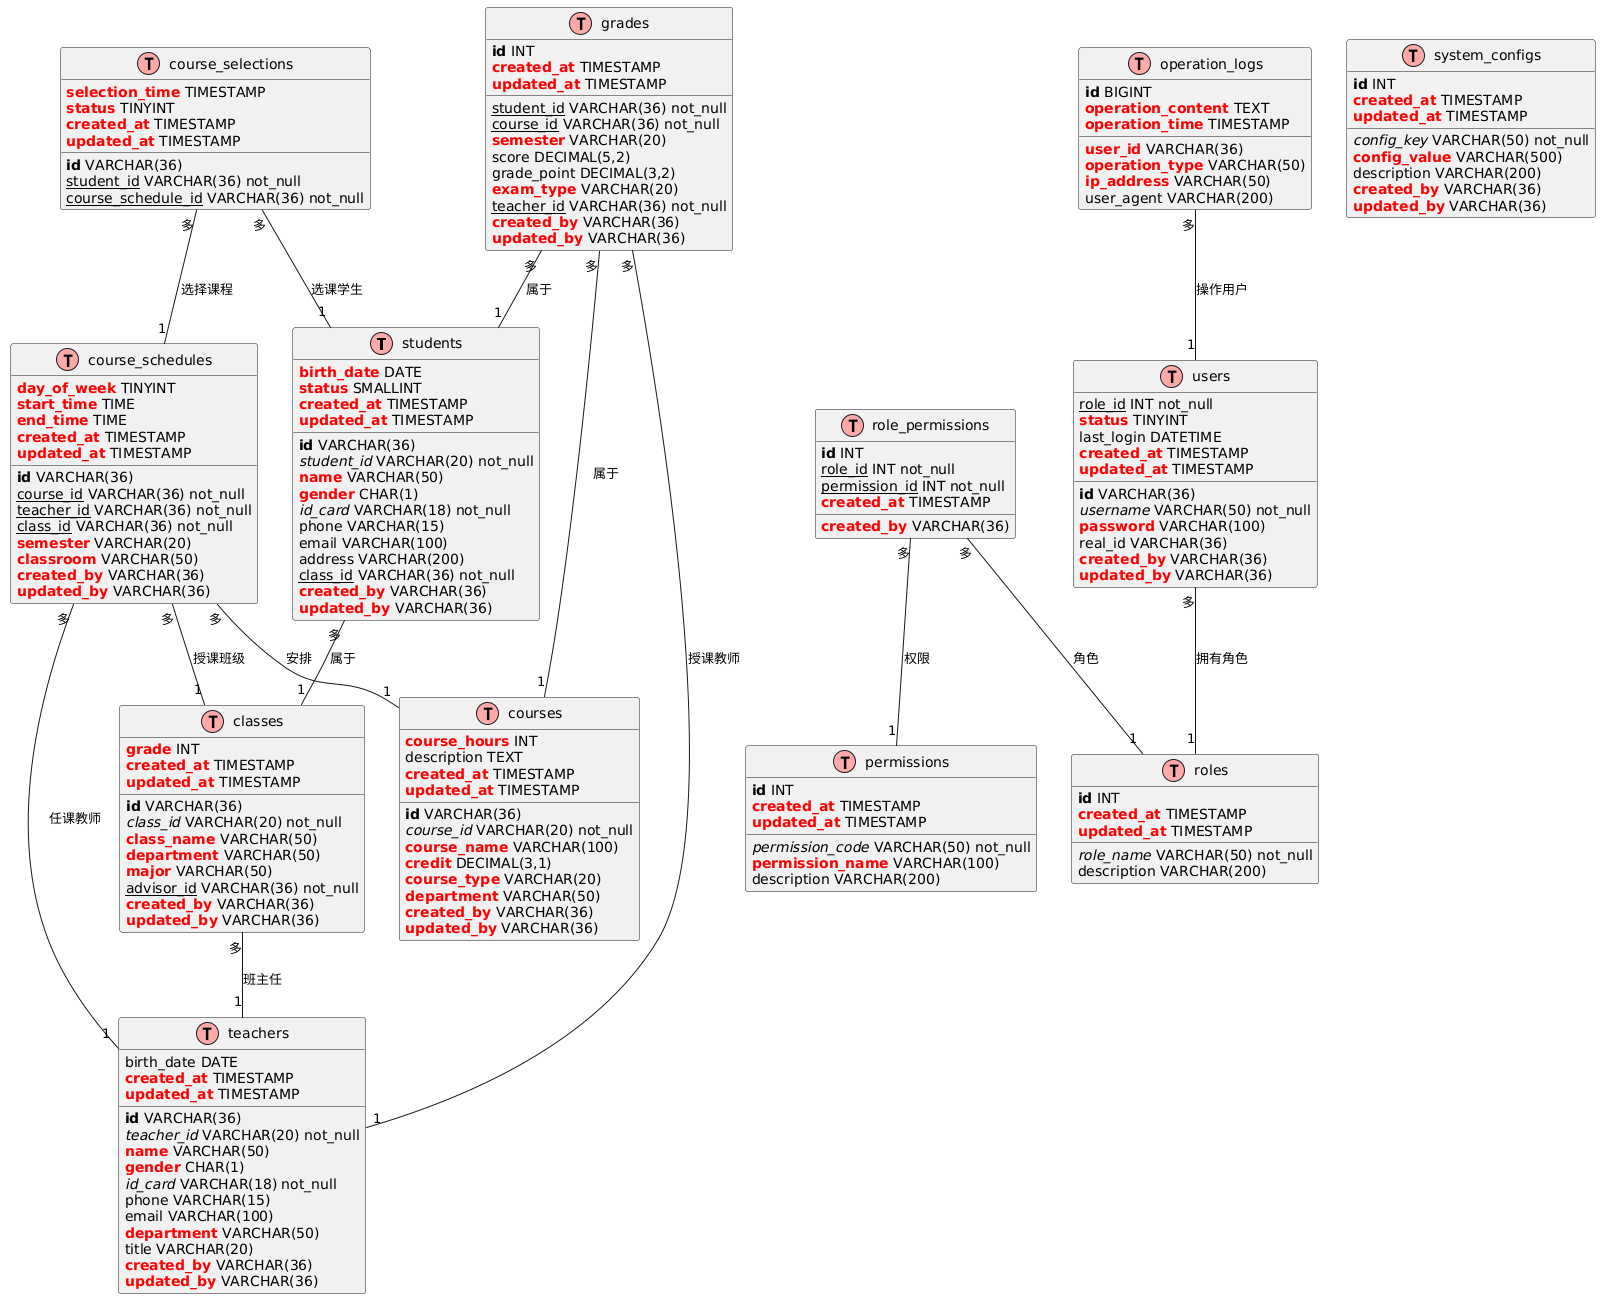 T course_selections
selection_time TIMESTAMP
status TINYINT
created_at TIMESTAMP
updated_at TIMESTAMP
id VARCHAR(36)
student_id VARCHAR(36) not_null
course_schedule_id VARCHAR(36) not_null
T grades
id INT
created_at TIMESTAMP
updated_at TIMESTAMP
student_id VARCHAR(36) not_null
course_id VARCHAR(36) not_null
semester VARCHAR(20)
score DECIMAL(5,2)
grade_point DECIMAL(3,2)
exam_type VARCHAR(20)
teacher_id VARCHAR(36) not_null
created_by VARCHAR(36)
updated_by VARCHAR(36)
T operation_logs
id BIGINT
operation_content TEXT
operation_time TIMESTAMP
user_id VARCHAR(36)
operation_type VARCHAR(50)
ip_address VARCHAR(50)
user_agent VARCHAR(200)
T system_configs
id INT
created_at TIMESTAMP
updated_at TIMESTAMP
config_key VARCHAR(50) not_null
config_value VARCHAR(500)
description VARCHAR(200)
created_by VARCHAR(36)
updated_by VARCHAR(36)
多
选择课程
1
多
选课学生
1
多
属于
1
多
属于
1
多
授课教师
1
多
操作用户
1
T course_schedules
day_of_week TINYINT
start_time TIME
end_time TIME
created_at TIMESTAMP
updated_at TIMESTAMP
id VARCHAR(36)
course_id VARCHAR(36) not_null
teacher_id VARCHAR(36) not_null
class_id VARCHAR(36) not_null
semester VARCHAR(20)
classroom VARCHAR(50)
created_by VARCHAR(36)
updated_by VARCHAR(36)
T students
birth_date DATE
status SMALLINT
created_at TIMESTAMP
updated_at TIMESTAMP
id VARCHAR(36)
student_id VARCHAR(20) not_null
name VARCHAR(50)
gender CHAR(1)
id_card VARCHAR(18) not_null
phone VARCHAR(15)
email VARCHAR(100)
address VARCHAR(200)
class_id VARCHAR(36) not_null
created_by VARCHAR(36)
updated_by VARCHAR(36)
T role_permissions
id INT
role_id INT not_null
permission_id INT not_null
created_at TIMESTAMP
created_by VARCHAR(36)
T users
role_id INT not_null
status TINYINT
last_login DATETIME
created_at TIMESTAMP
updated_at TIMESTAMP
id VARCHAR(36)
username VARCHAR(50) not_null
password VARCHAR(100)
real_id VARCHAR(36)
created_by VARCHAR(36)
updated_by VARCHAR(36)
多
任课教师
1
多
授课班级
1
多
安排
1
多
属于
1
多
权限
1
多
角色
1
多
拥有角色
1
T classes
grade INT
created_at TIMESTAMP
updated_at TIMESTAMP
id VARCHAR(36)
class_id VARCHAR(20) not_null
class_name VARCHAR(50)
department VARCHAR(50)
major VARCHAR(50)
advisor_id VARCHAR(36) not_null
created_by VARCHAR(36)
updated_by VARCHAR(36)
T courses
course_hours INT
description TEXT
created_at TIMESTAMP
updated_at TIMESTAMP
id VARCHAR(36)
course_id VARCHAR(20) not_null
course_name VARCHAR(100)
credit DECIMAL(3,1)
course_type VARCHAR(20)
department VARCHAR(50)
created_by VARCHAR(36)
updated_by VARCHAR(36)
T permissions
id INT
created_at TIMESTAMP
updated_at TIMESTAMP
permission_code VARCHAR(50) not_null
permission_name VARCHAR(100)
description VARCHAR(200)
T roles
id INT
created_at TIMESTAMP
updated_at TIMESTAMP
role_name VARCHAR(50) not_null
description VARCHAR(200)
多
班主任
1
T teachers
birth_date DATE
created_at TIMESTAMP
updated_at TIMESTAMP
id VARCHAR(36)
teacher_id VARCHAR(20) not_null
name VARCHAR(50)
gender CHAR(1)
id_card VARCHAR(18) not_null
phone VARCHAR(15)
email VARCHAR(100)
department VARCHAR(50)
title VARCHAR(20)
created_by VARCHAR(36)
updated_by VARCHAR(36)